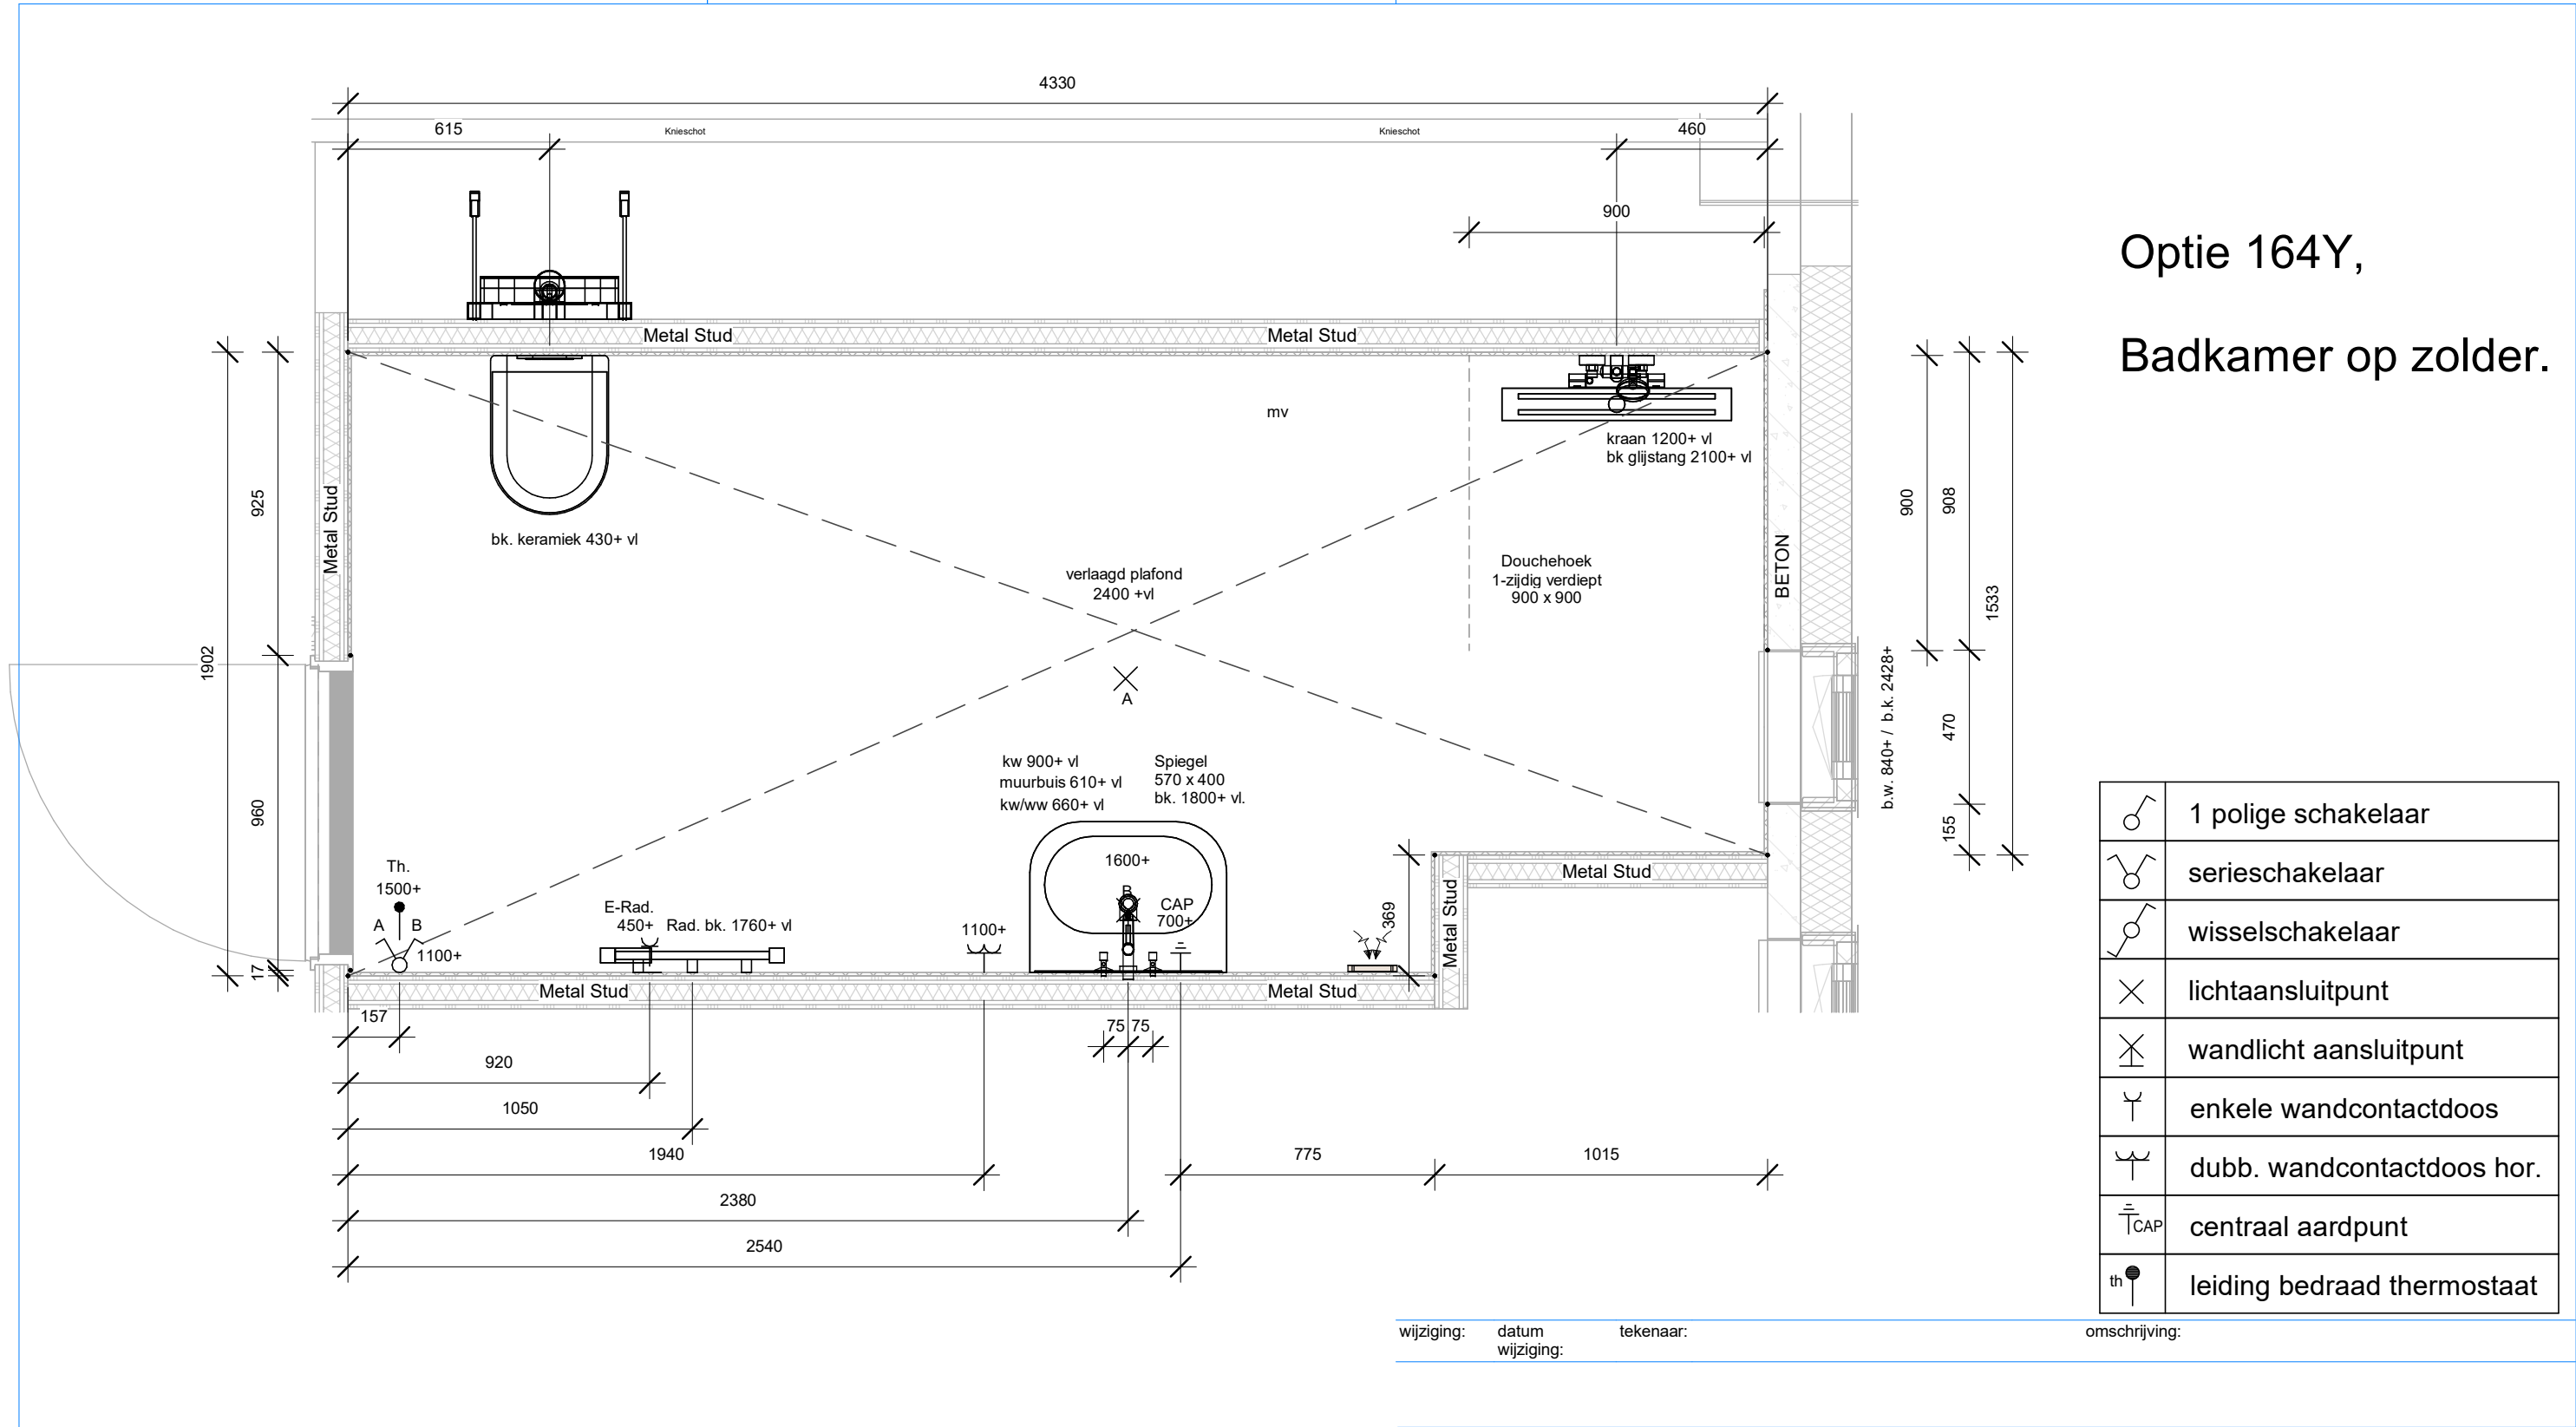 4330
615
Knieschot
Knieschot
460
900
Optie 164Y,
Badkamer op zolder.
Metal Stud
Metal Stud
mv
kraan 1200+ vl
bk glijstang 2100+ vl
925
Metal Stud
bk. keramiek 430+ vl
verlaagd plafond
2400 +vl
Douchehoek
1-zijdig verdiept
900 x 900
BETON
900
908
1533
1902
A
b.w. 840+ / b.k. 2428+
470
155
960
17
kw 900+ vl
muurbuis 610+ vl
kw/ww 660+ vl
Spiegel
570 x 400
bk. 1800+ vl.
Th.
1500+
A B
1100+
E-Rad.
450+
Rad. bk. 1760+ vl
1100+
1600+
B
CAP
700+
369
Metal Stud
Metal Stud
Metal Stud
Metal Stud
157
75 75
920
1050
1940
775
1015
2380
2540
1 polige schakelaar
serieschakelaar
wisselschakelaar
lichtaansluitpunt
wandlicht aansluitpunt
enkele wandcontactdoos
dubb. wandcontactdoos hor.
CAP centraal aardpunt
th leiding bedraad thermostaat
wijziging: datum tekenaar: omschrijving:
wijziging: